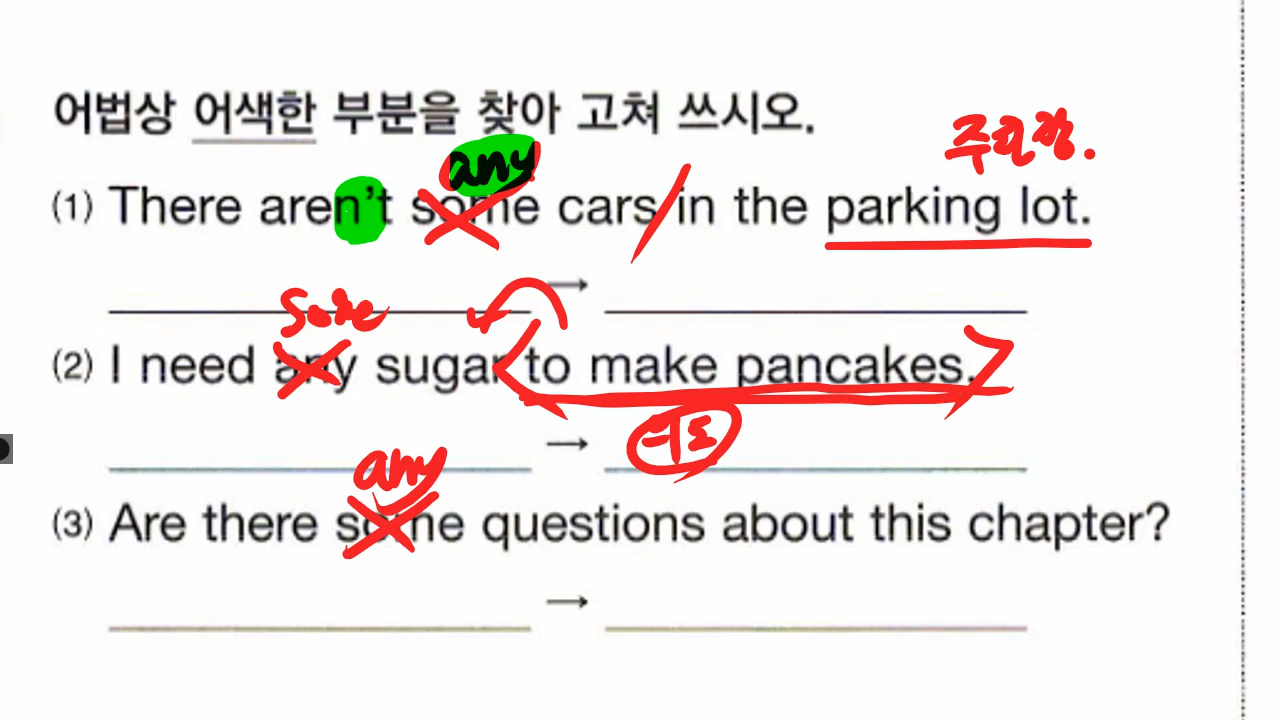 어법상 어색한 부분을 찾아 고쳐 쓰시오.
주차장.
any
(1) There aren't some cars in the parking lot.
→
some
(2) I need any sugar to make pancakes.
→
any
(3) Are there some questions about this chapter?
→